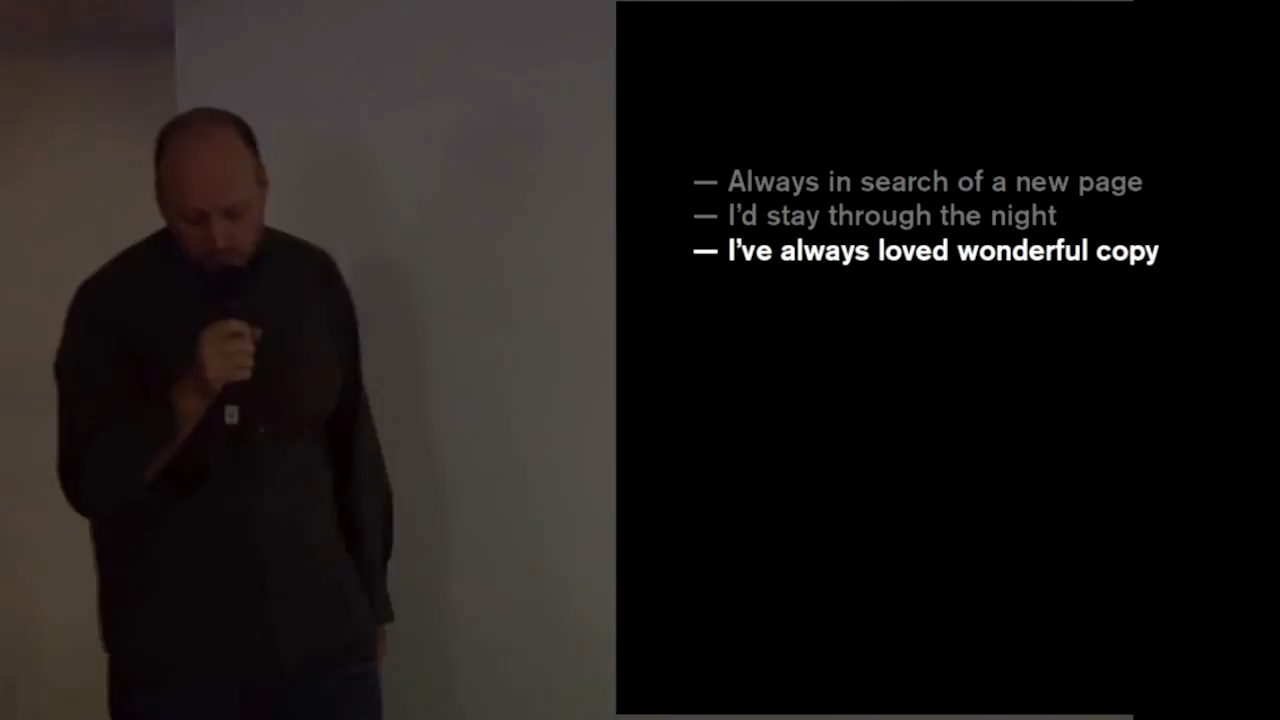 — Always in search of a new page
— I’d stay through the night
— I’ve always loved wonderful copy